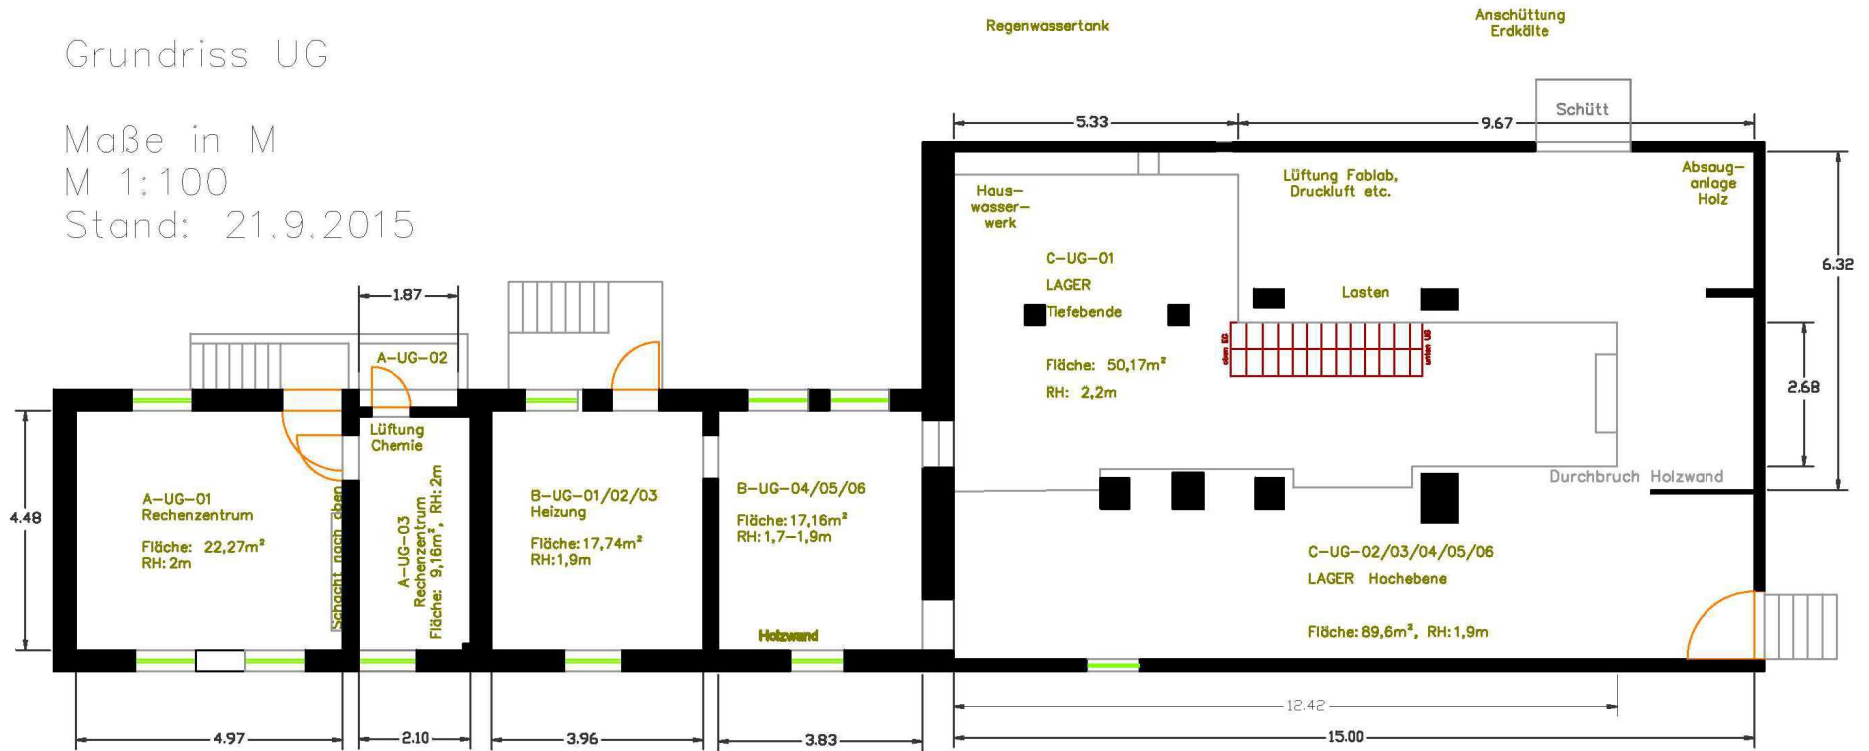 Grundriss UG
Maße in M
M 1:100
Stand: 21.9.2015
Regenwassertank
Anschüttung
Erdkälte
Schütt
5.33
9.67
Haus-
wasser-
werk
Lüftung Fablab,
Druckluft etc.
Absaug-
anlage
Holz
6.32
C-UG-01
LAGER
Tiefebende
Fläche: 50,17m²
RH: 2,2m
Lasten
oben EG
unten UG
2.68
1.87
A-UG-02
Lüftung
Chemie
4.48
A-UG-01
Rechenzentrum
Fläche: 22,27m²
RH: 2m
Schacht nach oben
A-UG-03
Rechenzentrum
Fläche: 9,16m², RH: 2m
B-UG-01/02/03
Heizung
Fläche: 17,74m²
RH: 1,9m
B-UG-04/05/06
Fläche: 17,16m²
RH: 1,7-1,9m
Holzwand
Durchbruch Holzwand
C-UG-02/03/04/05/06
LAGER Hochebene
Fläche: 89,6m², RH: 1,9m
12.42
4.97
2.10
3.96
3.83
15.00